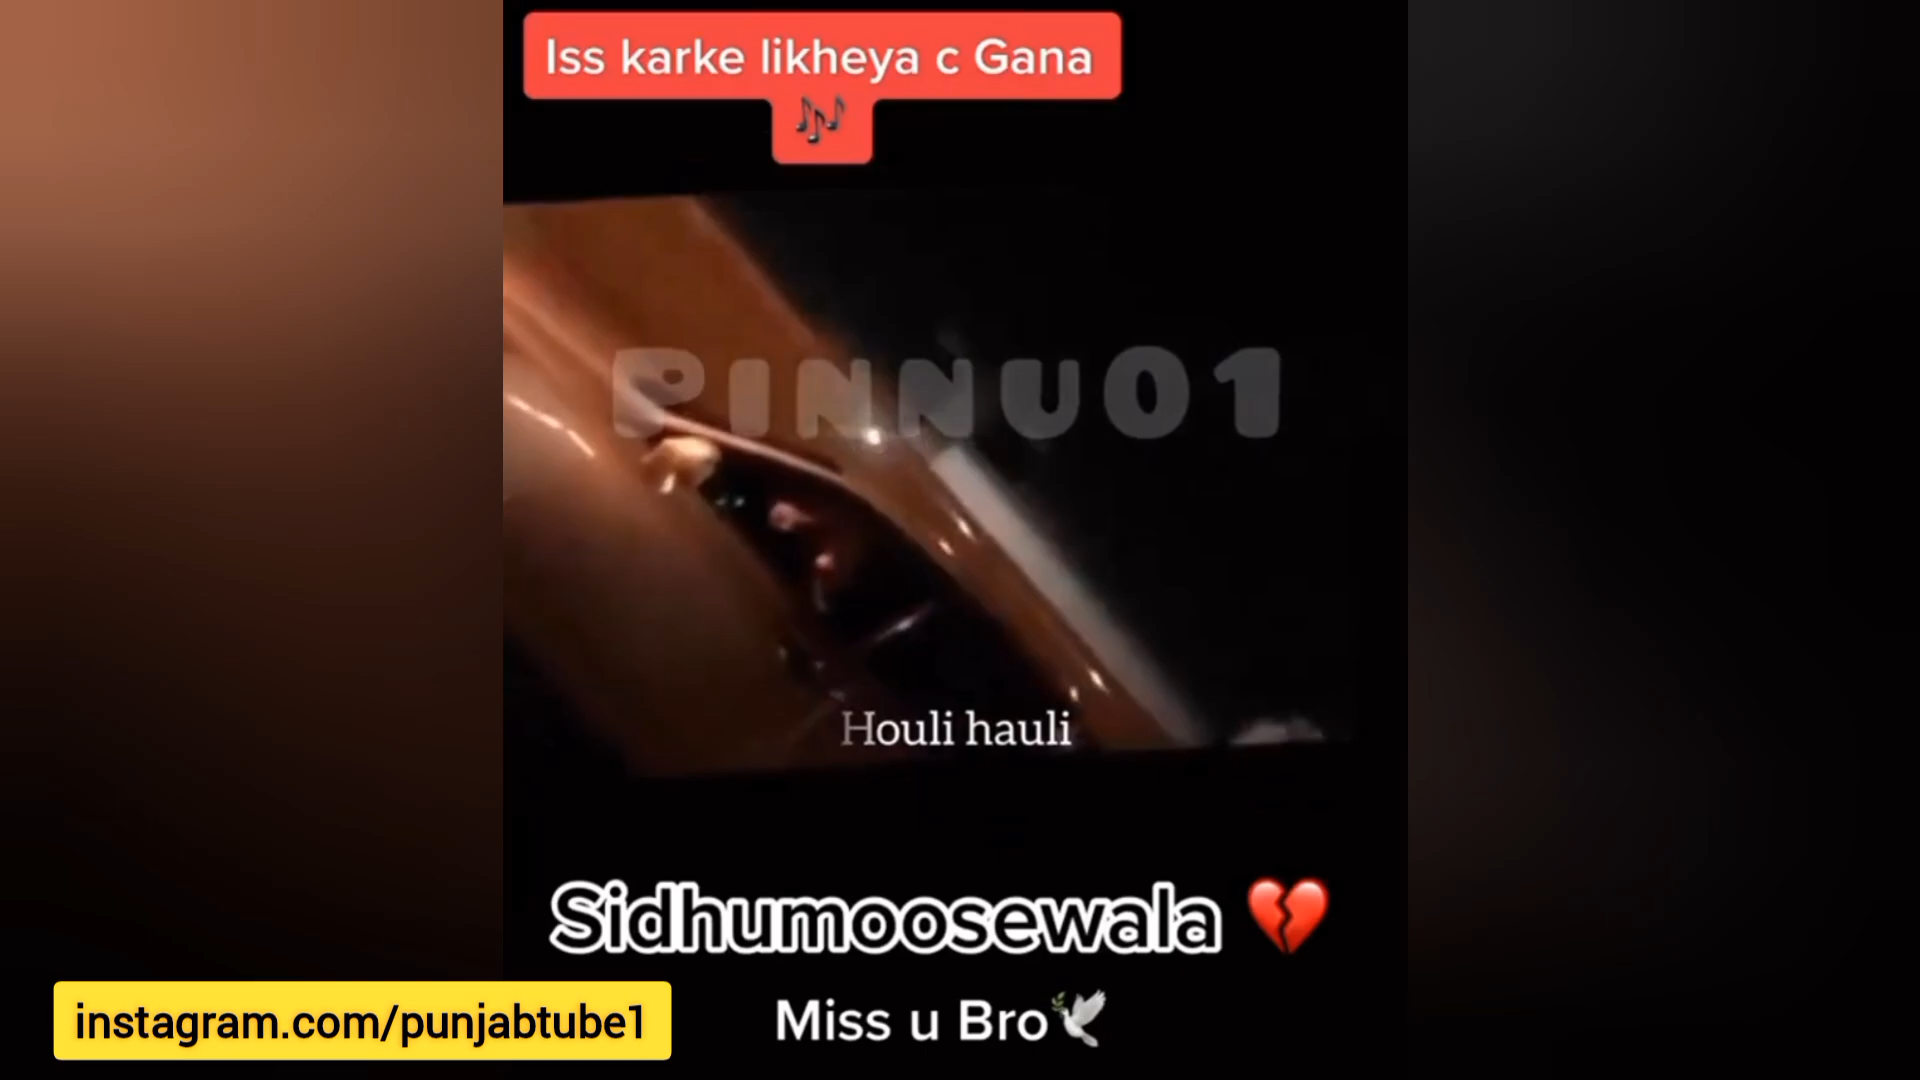 Iss karke likheya c Gana
🎶
PINNU01
Houli hauli
Sidhumoosewala 💔
Miss u Bro🕊️
instagram.com/punjabtube1